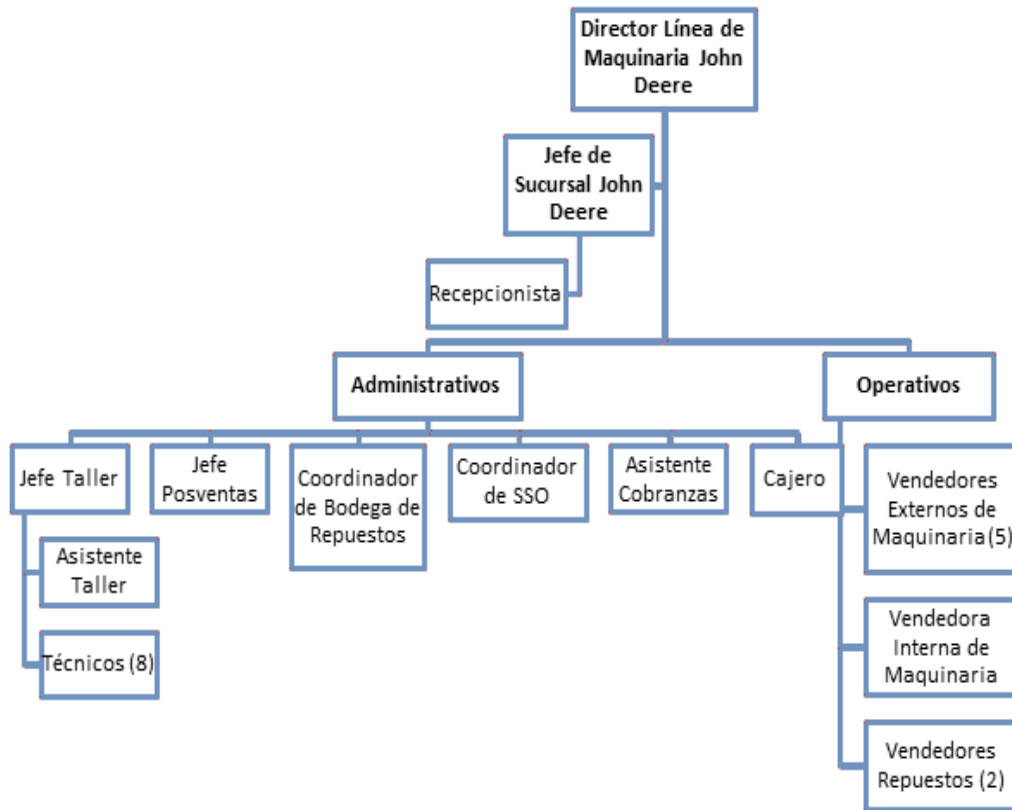 Director Línea de
Maquinaria John
Deere
Jefe de
Sucursal John
Deere
Recepcionista
Administrativos
Operativos
Jefe Taller
Jefe
Posventas
Coordinador
de Bodega de
Repuestos
Coordinador
de SSO
Asistente
Cobranzas
Cajero
Vendedores
Externos de
Maquinaria (5)
Asistente
Taller
Técnicos (8)
Vendedora
Interna de
Maquinaria
Vendedores
Repuestos (2)